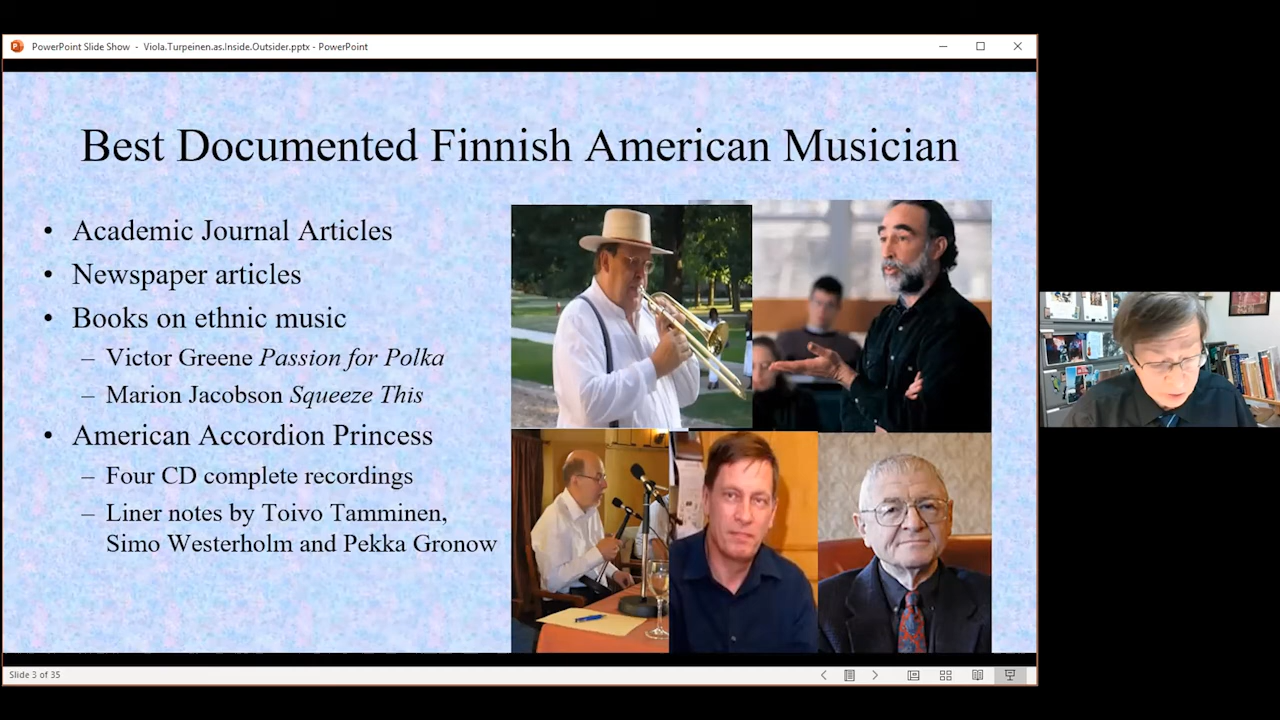 PowerPoint Slide Show - Viola.Turpeinen.as.Inside.Outsider.pptx - PowerPoint
Best Documented Finnish American Musician
• Academic Journal Articles
• Newspaper articles
• Books on ethnic music
– Victor Greene Passion for Polka
– Marion Jacobson Squeeze This
• American Accordion Princess
– Four CD complete recordings
– Liner notes by Toivo Tamminen,
Simo Westerholm and Pekka Gronow
Slide 3 of 35